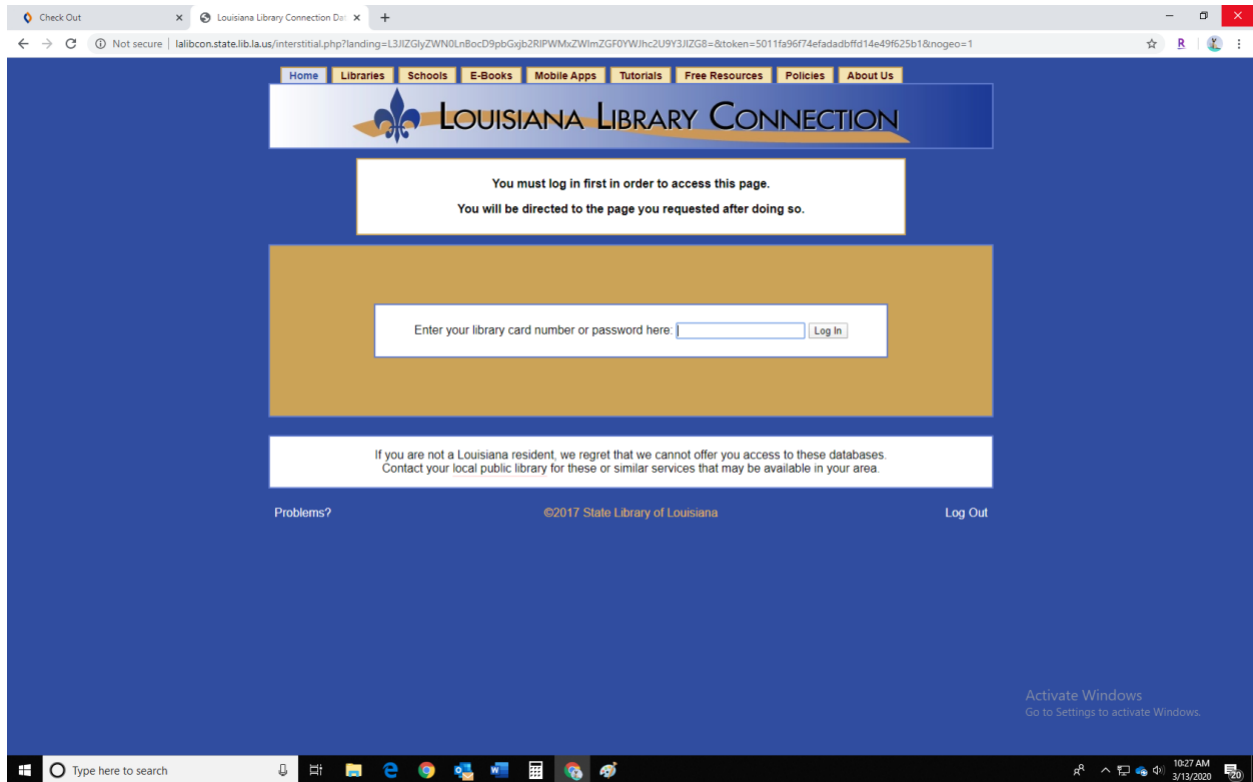 Check Out
Louisiana Library Connection Dat
Not secure | lalibcon.state.lib.la.us/interstitial.php?landing=L3JlZGlyZWN0LnBocD9pbGxjb2RlPWMxZWImZGF0YWJhc2U9Y3JlZG8=&token=5011fa96f74efadadbffd14e49f625b1&nogeo=1
Home Libraries Schools E-Books Mobile Apps Tutorials Free Resources Policies About Us
LOUISIANA LIBRARY CONNECTION
You must log in first in order to access this page.
You will be directed to the page you requested after doing so.
Enter your library card number or password here: Log In
If you are not a Louisiana resident, we regret that we cannot offer you access to these databases.
Contact your local public library for these or similar services that may be available in your area.
Problems? ©2017 State Library of Louisiana Log Out
Activate Windows
Go to Settings to activate Windows.
Type here to search
10:27 AM
3/13/2020
20